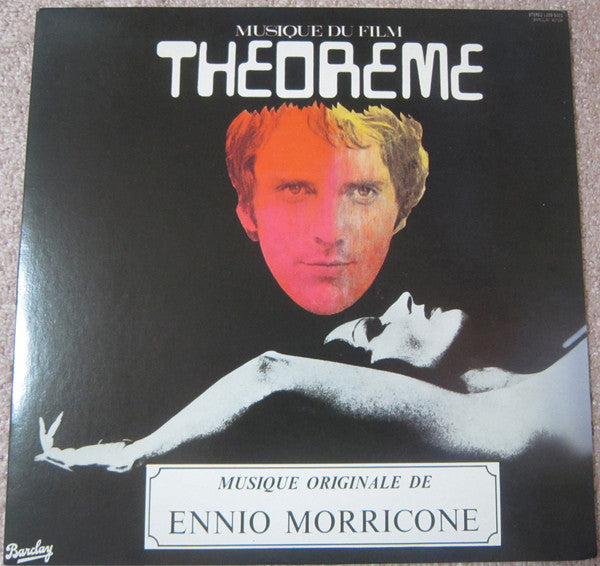 MUSIQUE DU FILM
THEOREME
MUSIQUE ORIGINALE DE
ENNIO MORRICONE
Barclay